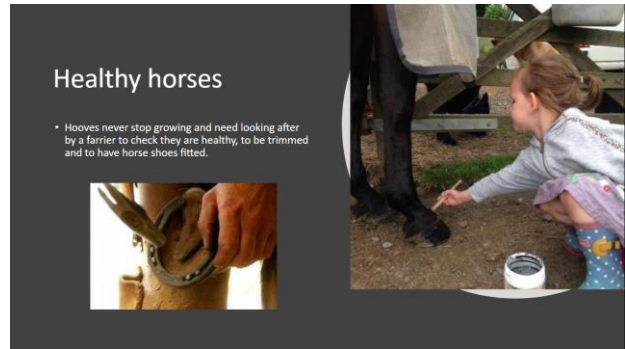 Healthy horses
• Hooves never stop growing and need looking after
by a farrier to check they are healthy, to be trimmed
and to have horse shoes fitted.